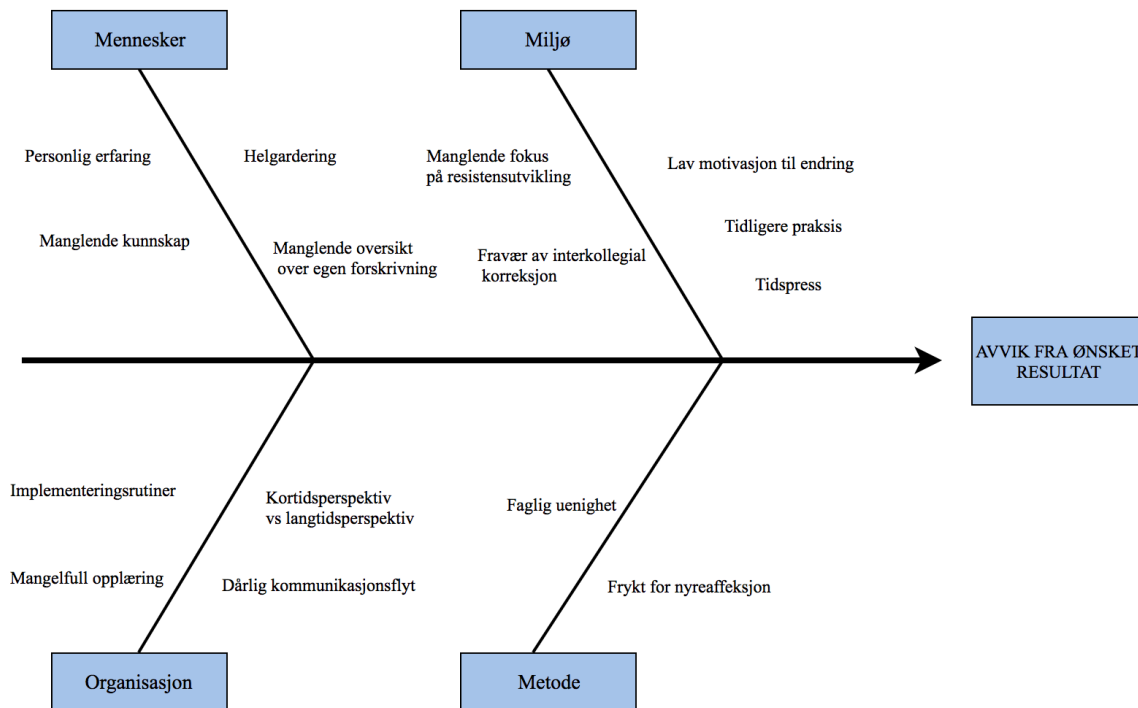 Mennesker
Miljø
Personlig erfaring
Helgardering
Manglende fokus
på resistensutvikling
Lav motivasjon til endring
Manglende kunnskap
Manglende oversikt
over egen forskrivning
Fravær av interkollegial
korreksjon
Tidligere praksis
Tidspress
AVVIK FRA ØNSKET
RESULTAT
Implementeringsrutiner
Kortidsperspektiv
vs langtidsperspektiv
Faglig uenighet
Mangelfull opplæring
Dårlig kommunikasjonsflyt
Frykt for nyreaffeksjon
Organisasjon
Metode